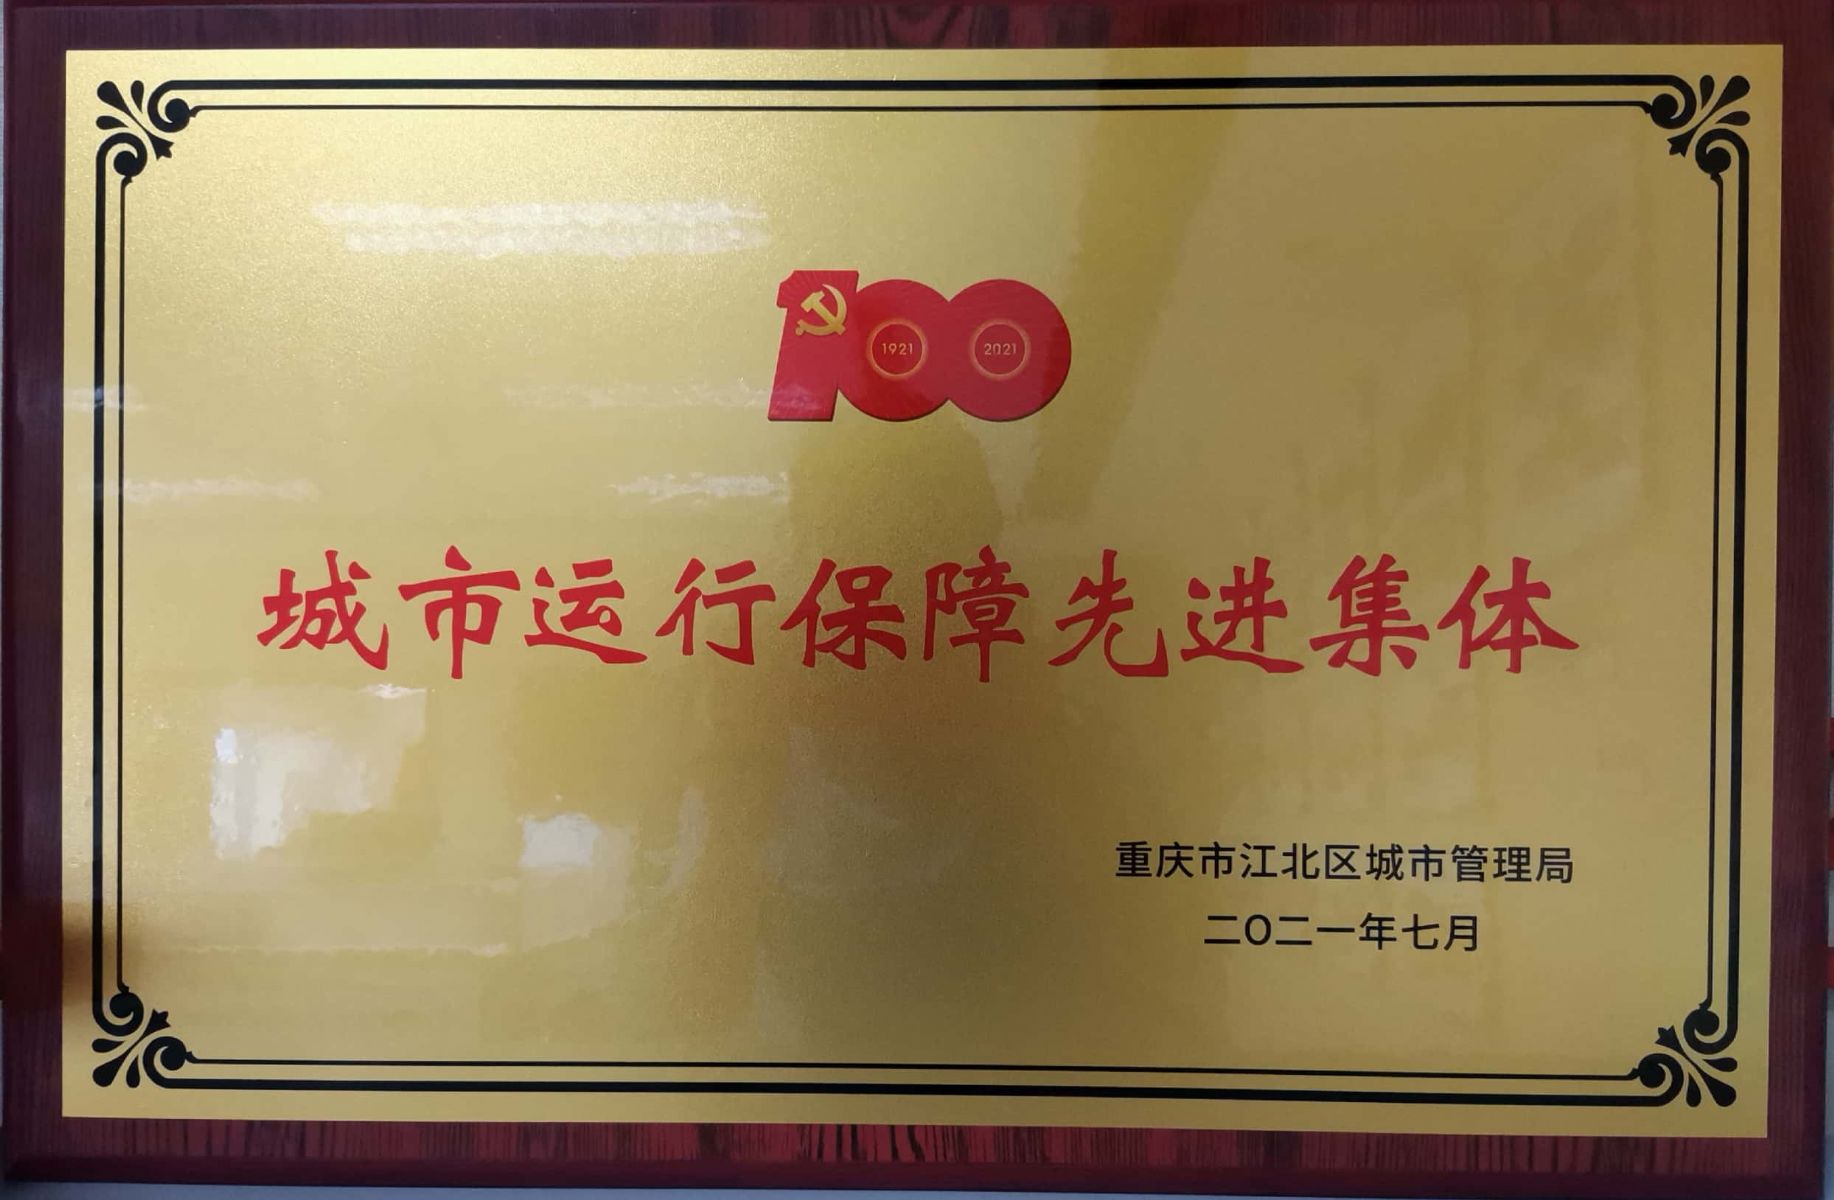 100
1921 2021
城市运行保障先进集体
重庆市江北区城市管理局
二〇二一年七月